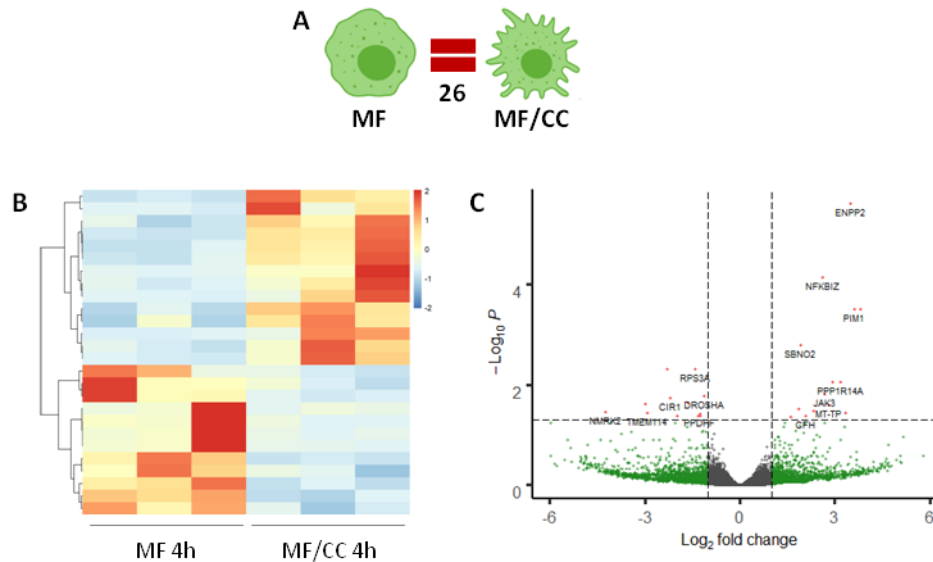 A
26
MF
MF/CC
B
2
1
0
-1
-2
MF 4h
MF/CC 4h
C
ENPP2
NFKBIZ
PIM1
SBNO2
RPS3A
PPP1R14A
CIR1
DROSHA
JAK3
NMRK2
TMEM114
MT-TP
CFH
4
2
0
-6
-3
0
3
6
−Log10 P
Log2 fold change